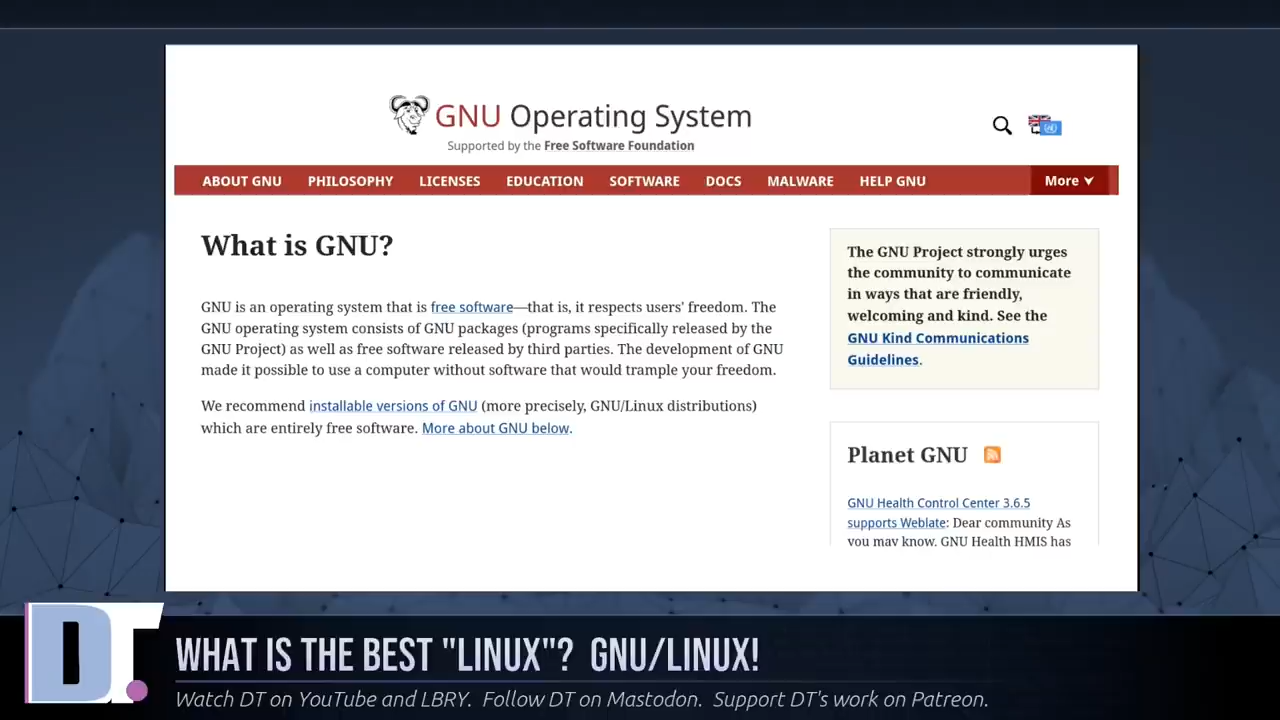 GNU Operating System
Supported by the Free Software Foundation
ABOUT GNU PHILOSOPHY LICENSES EDUCATION SOFTWARE DOCS MALWARE HELP GNU More
What is GNU?
GNU is an operating system that is free software—that is, it respects users' freedom. The
GNU operating system consists of GNU packages (programs specifically released by the
GNU Project) as well as free software released by third parties. The development of GNU
made it possible to use a computer without software that would trample your freedom.
We recommend installable versions of GNU (more precisely, GNU/Linux distributions)
which are entirely free software. More about GNU below.
The GNU Project strongly urges
the community to communicate
in ways that are friendly,
welcoming and kind. See the
GNU Kind Communications
Guidelines.
Planet GNU
GNU Health Control Center 3.6.5
supports Weblate: Dear community As
you may know, GNU Health HMIS has
DT.
WHAT IS THE BEST "LINUX"? GNU/LINUX!
Watch DT on YouTube and LBRY. Follow DT on Mastodon. Support DT's work on Patreon.